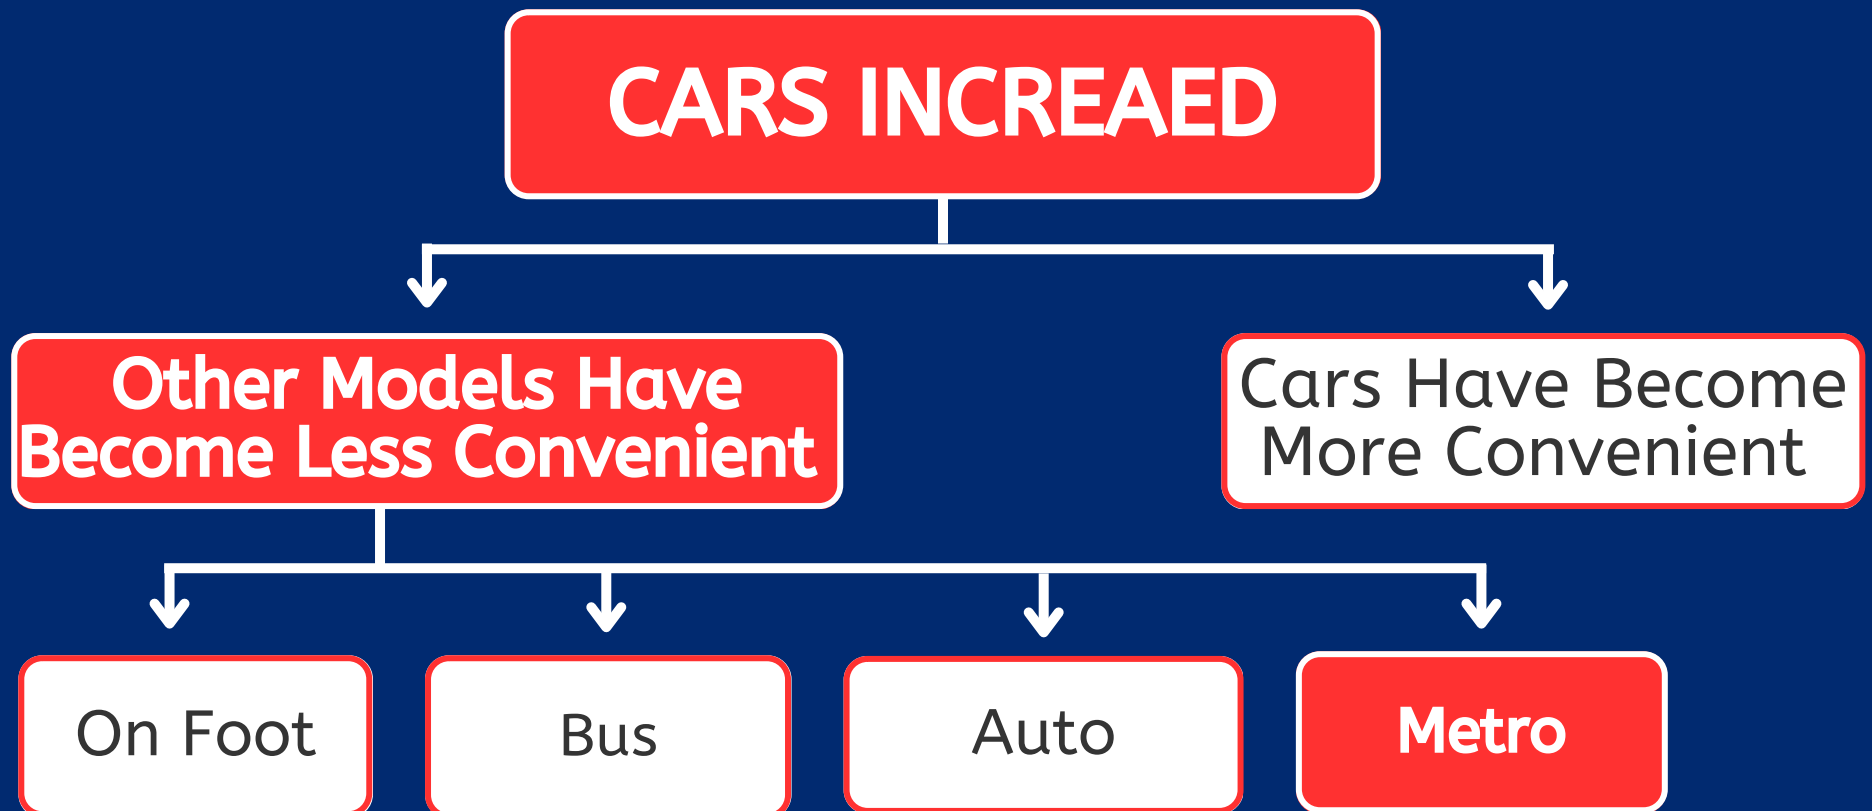 CARS INCREAED
Other Models Have
Become Less Convenient
Cars Have Become
More Convenient
On Foot
Bus
Auto
Metro